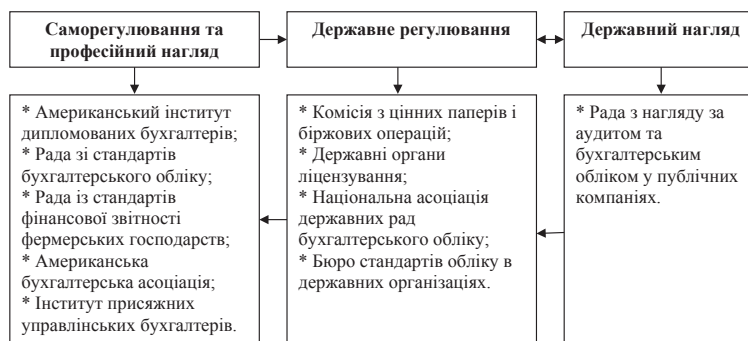 Саморегулювання та
професійний нагляд
Державне регулювання
Державний нагляд
* Американський інститут
дипломованих бухгалтерів;
* Рада зі стандартів
бухгалтерського обліку;
* Рада із стандартів
фінансової звітності
фермерських господарств;
* Американська
бухгалтерська асоціація;
* Інститут присяжних
управлінських бухгалтерів.
* Комісія з цінних паперів і
біржових операцій;
* Державні органи
ліцензування;
* Національна асоціація
державних рад
бухгалтерського обліку;
* Бюро стандартів обліку в
державних організаціях.
* Рада з нагляду за
аудитом та
бухгалтерським
обліком у публічних
компаніях.